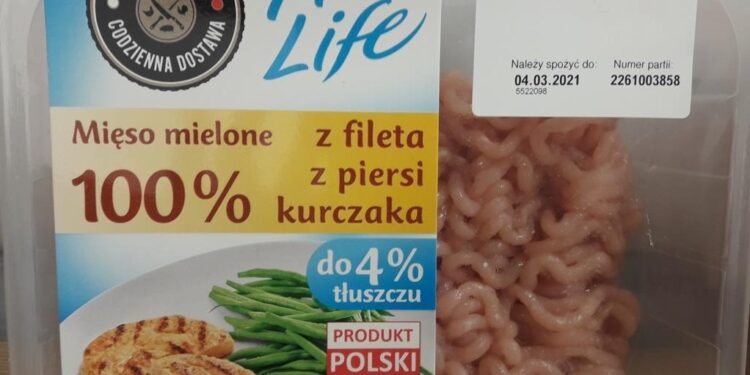 CODZIENNA DOSTAWA
Life
Należy spożyć do: Numer partii:
04.03.2021 2261003858
5522098
Mięso mielone z fileta
100% z piersi
kurczaka
do 4%
tłuszczu
PRODUKT
POLSKI